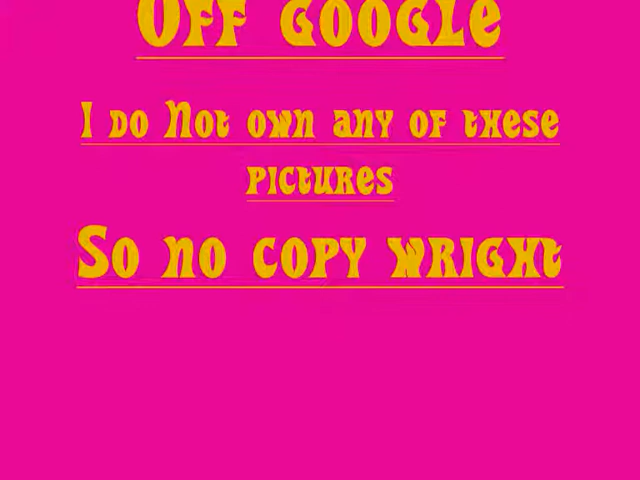 Off google
I do Not own any of these
pictures
So no copy wright